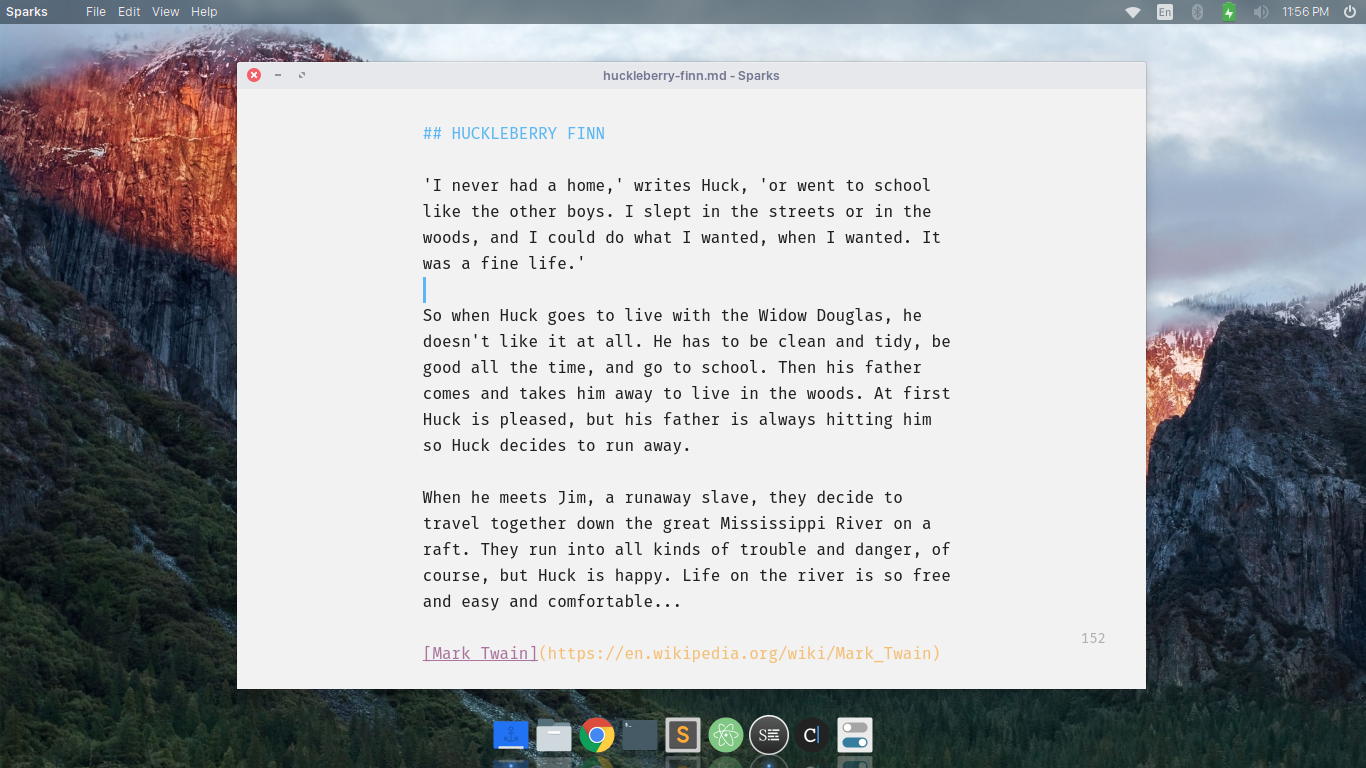 Sparks File Edit View Help En 11:56 PM
huckleberry-finn.md - Sparks
## HUCKLEBERRY FINN
'I never had a home,' writes Huck, 'or went to school
like the other boys. I slept in the streets or in the
woods, and I could do what I wanted, when I wanted. It
was a fine life.'
So when Huck goes to live with the Widow Douglas, he
doesn't like it at all. He has to be clean and tidy, be
good all the time, and go to school. Then his father
comes and takes him away to live in the woods. At first
Huck is pleased, but his father is always hitting him
so Huck decides to run away.
When he meets Jim, a runaway slave, they decide to
travel together down the great Mississippi River on a
raft. They run into all kinds of trouble and danger, of
course, but Huck is happy. Life on the river is so free
and easy and comfortable...
152
[Mark Twain](https://en.wikipedia.org/wiki/Mark_Twain)
S S C